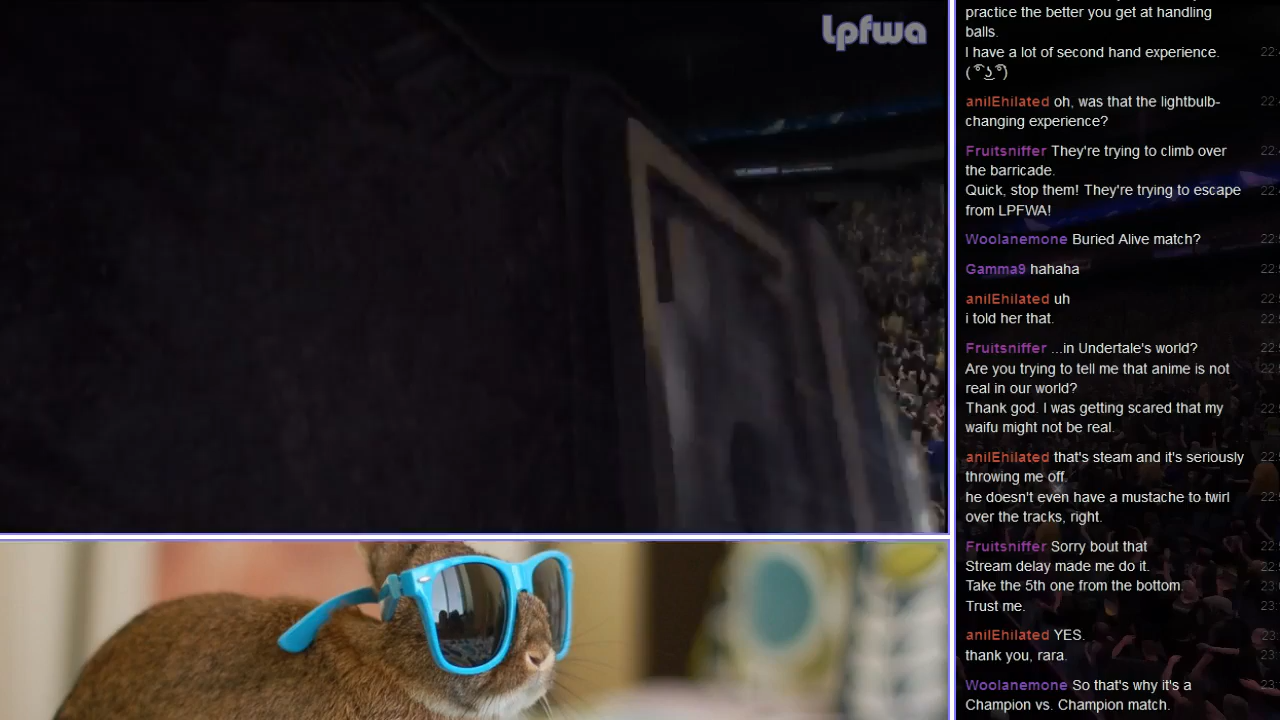 Lpfwa
practice the better you get at handling
balls.
I have a lot of second hand experience.
( ͡° ͜ʖ ͡°)
anilEhilated oh, was that the lightbulb-
changing experience?
Fruitsniffer They're trying to climb over
the barricade.
Quick, stop them! They're trying to escape
from LPFWA!
Woolanemone Buried Alive match?
Gamma9 hahaha
anilEhilated uh
i told her that.
Fruitsniffer ...in Undertale's world?
Are you trying to tell me that anime is not
real in our world?
Thank god. I was getting scared that my
waifu might not be real.
anilEhilated that's steam and it's seriously
throwing me off.
he doesn't even have a mustache to twirl
over the tracks, right.
Fruitsniffer Sorry bout that
Stream delay made me do it.
Take the 5th one from the bottom.
Trust me.
anilEhilated YES.
thank you, rara.
Woolanemone So that's why it's a
Champion vs. Champion match.